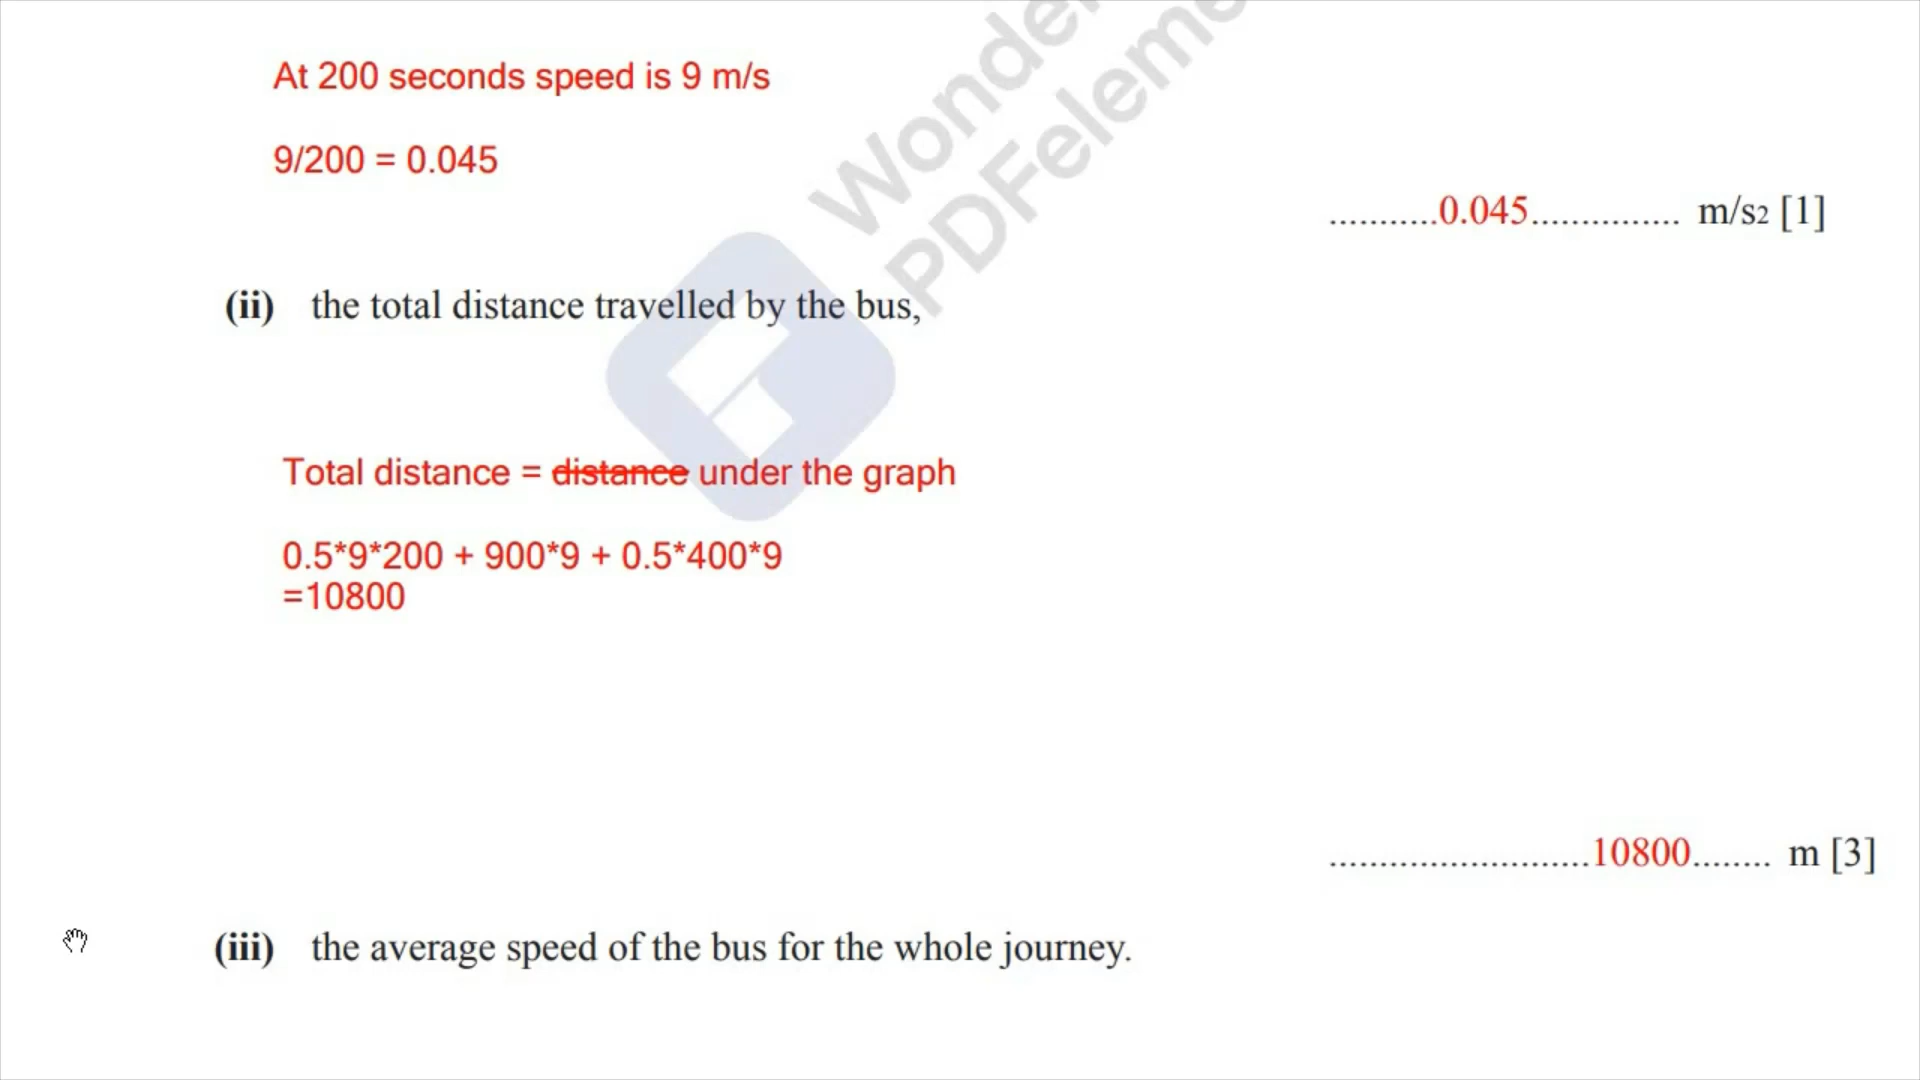 Wonder
PDFeleme
At 200 seconds speed is 9 m/s
9/200 = 0.045
...........0.045............... m/s2 [1]
(ii) the total distance travelled by the bus,
Total distance = distance under the graph
0.5*9*200 + 900*9 + 0.5*400*9
=10800
..........................10800........ m [3]
(iii) the average speed of the bus for the whole journey.